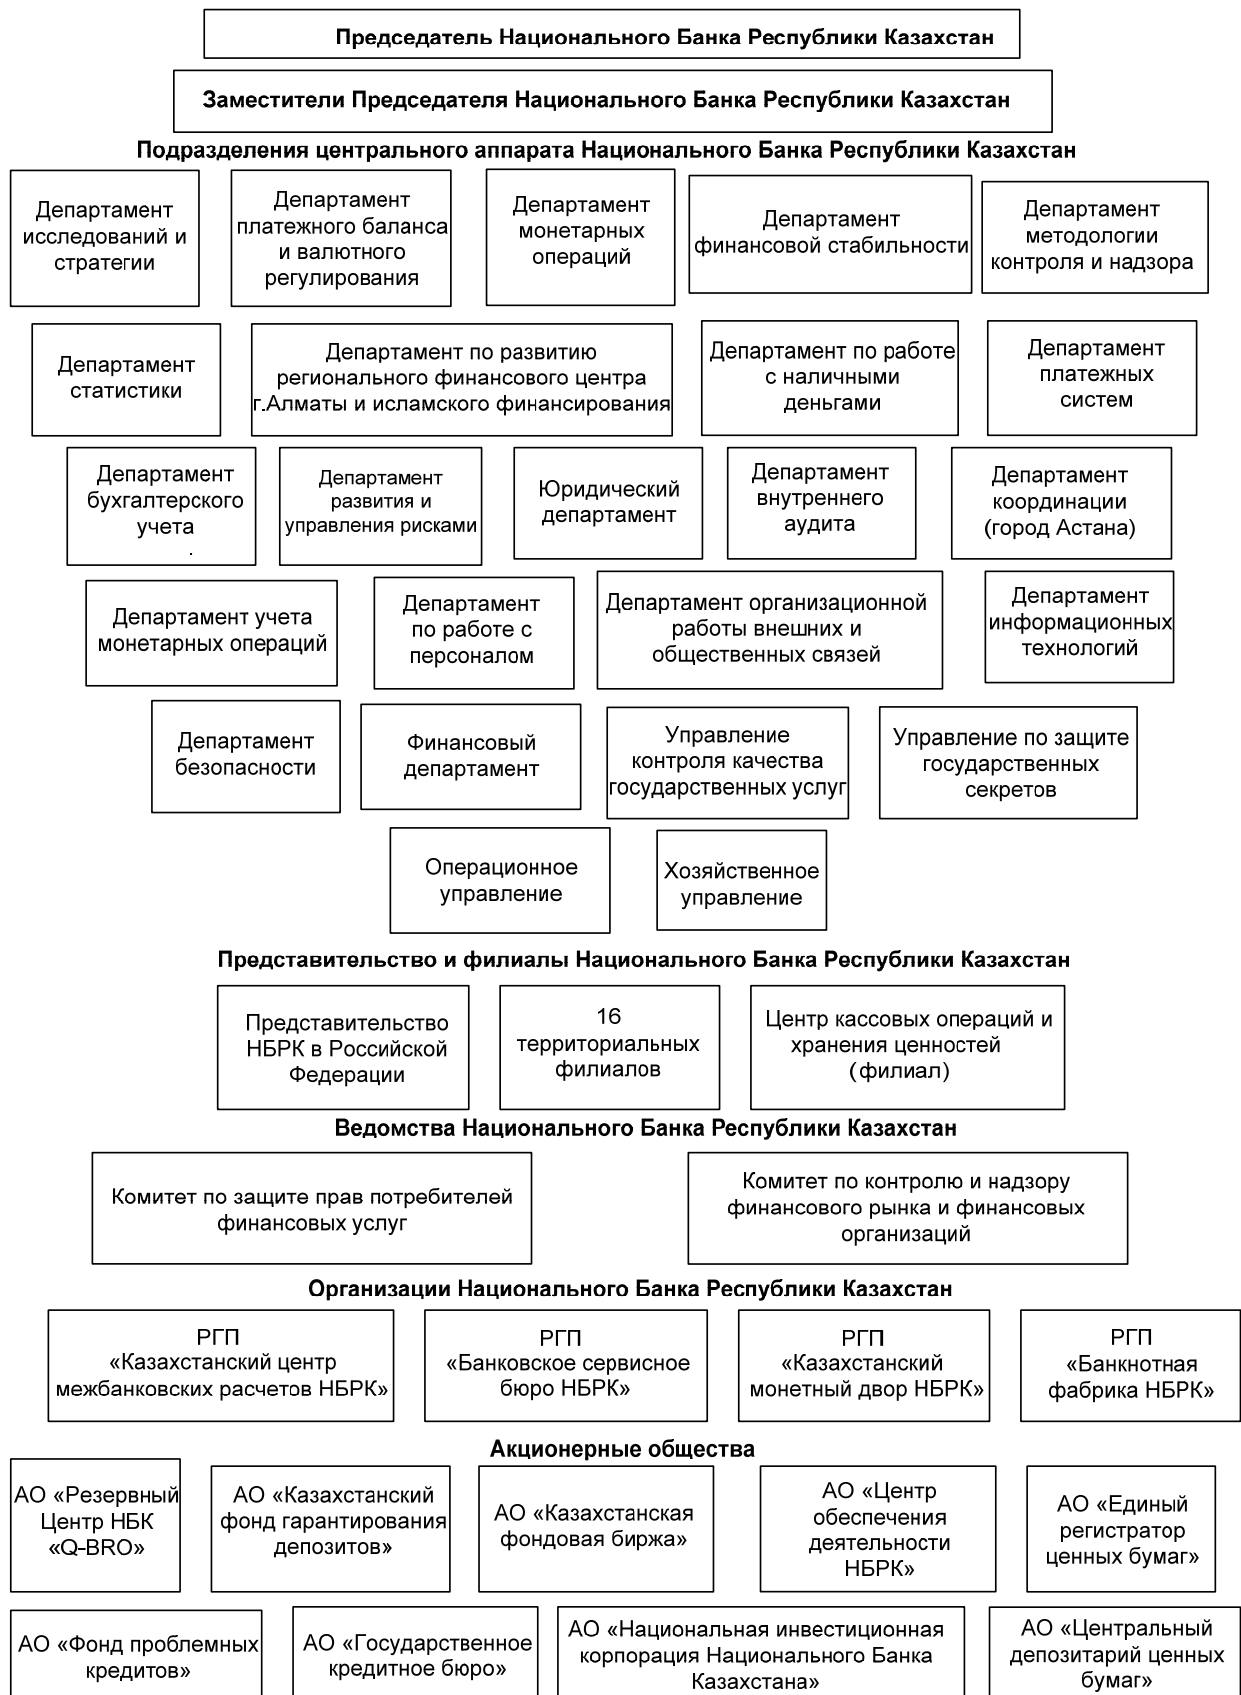 Председатель Национального Банка Республики Казахстан
Заместители Председателя Национального Банка Республики Казахстан
Подразделения центрального аппарата Национального Банка Республики Казахстан
Департамент
исследований и
стратегии
Департамент
платежного баланса
и валютного
регулирования
Департамент
монетарных
операций
Департамент
финансовой стабильности
Департамент
методологии
контроля и надзора
Департамент
статистики
Департамент по развитию
регионального финансового центра
г.Алматы и исламского финансирования
Департамент по работе
с наличными
деньгами
Департамент
платежных
систем
Департамент
бухгалтерского
учета
.
Департамент
развития и
управления рисками
Юридический
департамент
Департамент
внутреннего
аудита
Департамент
координации
(город Астана)
Департамент учета
монетарных операций
Департамент
по работе с
персоналом
Департамент организационной
работы внешних и
общественных связей
Департамент
информационных
технологий
Департамент
безопасности
Финансовый
департамент
Управление
контроля качества
государственных услуг
Управление по защите
государственных
секретов
Операционное
управление
Хозяйственное
управление
Представительство и филиалы Национального Банка Республики Казахстан
Представительство
НБРК в Российской
Федерации
16
территориальных
филиалов
Центр кассовых операций и
хранения ценностей
(филиал)
Ведомства Национального Банка Республики Казахстан
Комитет по защите прав потребителей
финансовых услуг
Комитет по контролю и надзору
финансового рынка и финансовых
организаций
Организации Национального Банка Республики Казахстан
РГП
«Казахстанский центр
межбанковских расчетов НБРК»
РГП
«Банковское сервисное
бюро НБРК»
РГП
«Казахстанский
монетный двор НБРК»
РГП
«Банкнотная
фабрика НБРК»
Акционерные общества
АО «Резервный
Центр НБК
«Q-BRO»
АО «Казахстанский
фонд гарантирования
депозитов»
АО «Казахстанская
фондовая биржа»
АО «Центр
обеспечения
деятельности
НБРК»
АО «Единый
регистратор
ценных бумаг»
АО «Фонд проблемных
кредитов»
АО «Государственное
кредитное бюро»
АО «Национальная инвестиционная
корпорация Национального Банка
Казахстана»
АО «Центральный
депозитарий ценных
бумаг»